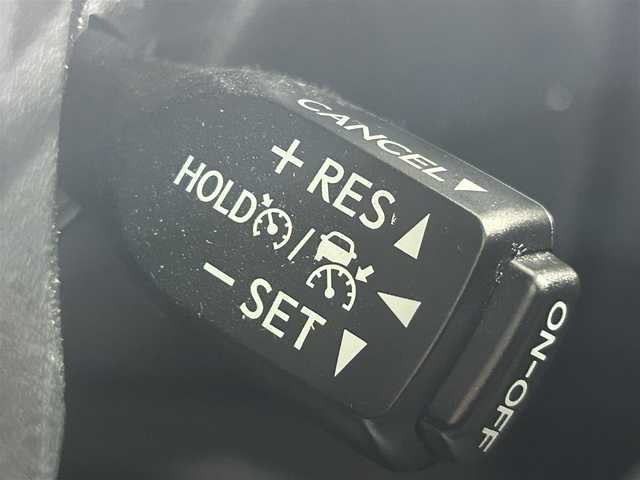 CANCEL
+ RES
HOLD /
− SET
ON-OFF